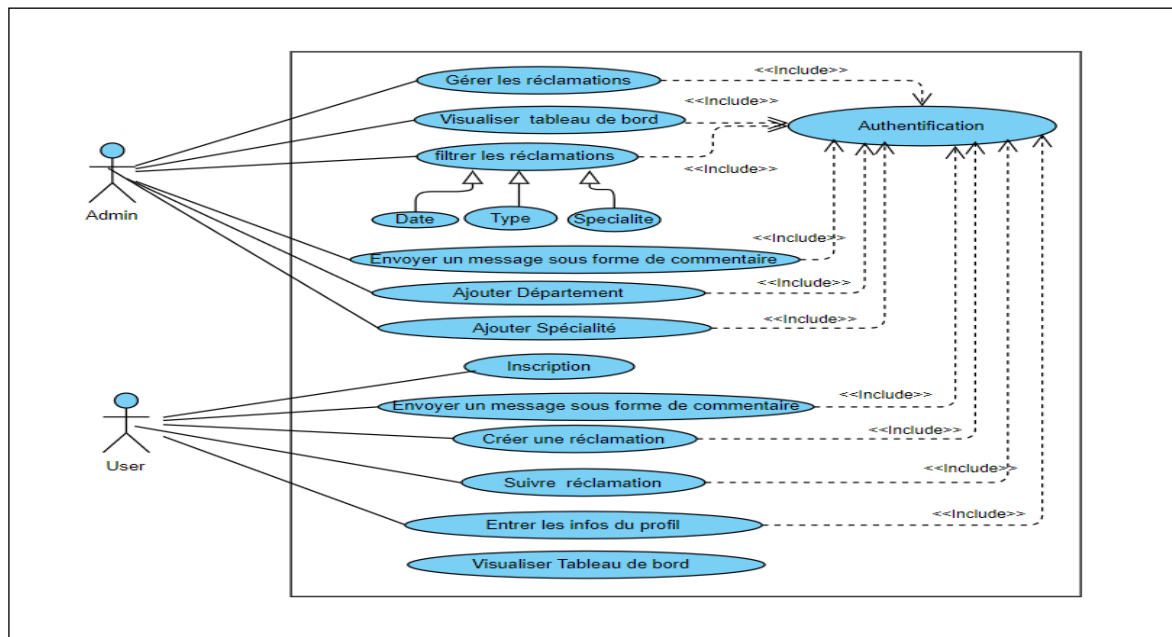 Gérer les réclamations
<<Include>>
<<Include>>
Visualiser tableau de bord
Authentification
filtrer les réclamations
<<Include>>
Admin
Date
Type
Specialite
<<Include>>
Envoyer un message sous forme de commentaire
Ajouter Département
<<Include>>
Ajouter Spécialité
<<Include>>
Inscription
Envoyer un message sous forme de commentaire
<<Include>>
Créer une réclamation
<<Include>>
User
Suivre réclamation
<<Include>>
Entrer les infos du profil
<<Include>>
Visualiser Tableau de bord